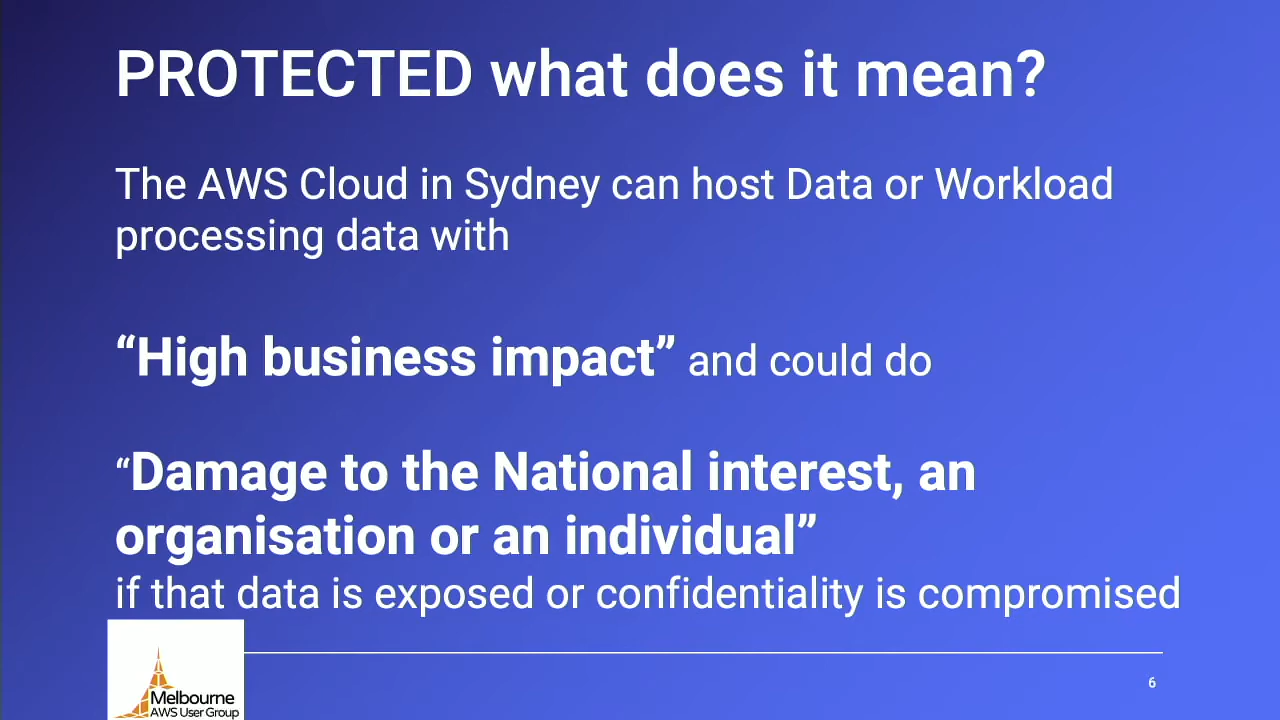 PROTECTED what does it mean?
The AWS Cloud in Sydney can host Data or Workload
processing data with
“High business impact” and could do
“Damage to the National interest, an
organisation or an individual”
if that data is exposed or confidentiality is compromised
Melbourne
AWS User Group
6